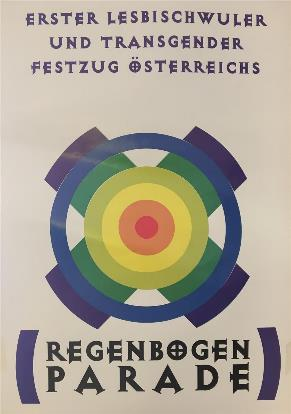 ERSTER LESBISCHWULER
UND TRANSGENDER
FESTZUG ÖSTERREICHS
REGENBOGEN
PARADE